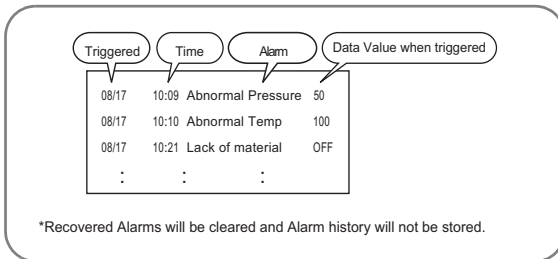 Triggered Time Alarm Data Value when triggered
08/17 10:09 Abnormal Pressure 50
08/17 10:10 Abnormal Temp 100
08/17 10:21 Lack of material OFF
: : :
*Recovered Alarms will be cleared and Alarm history will not be stored.